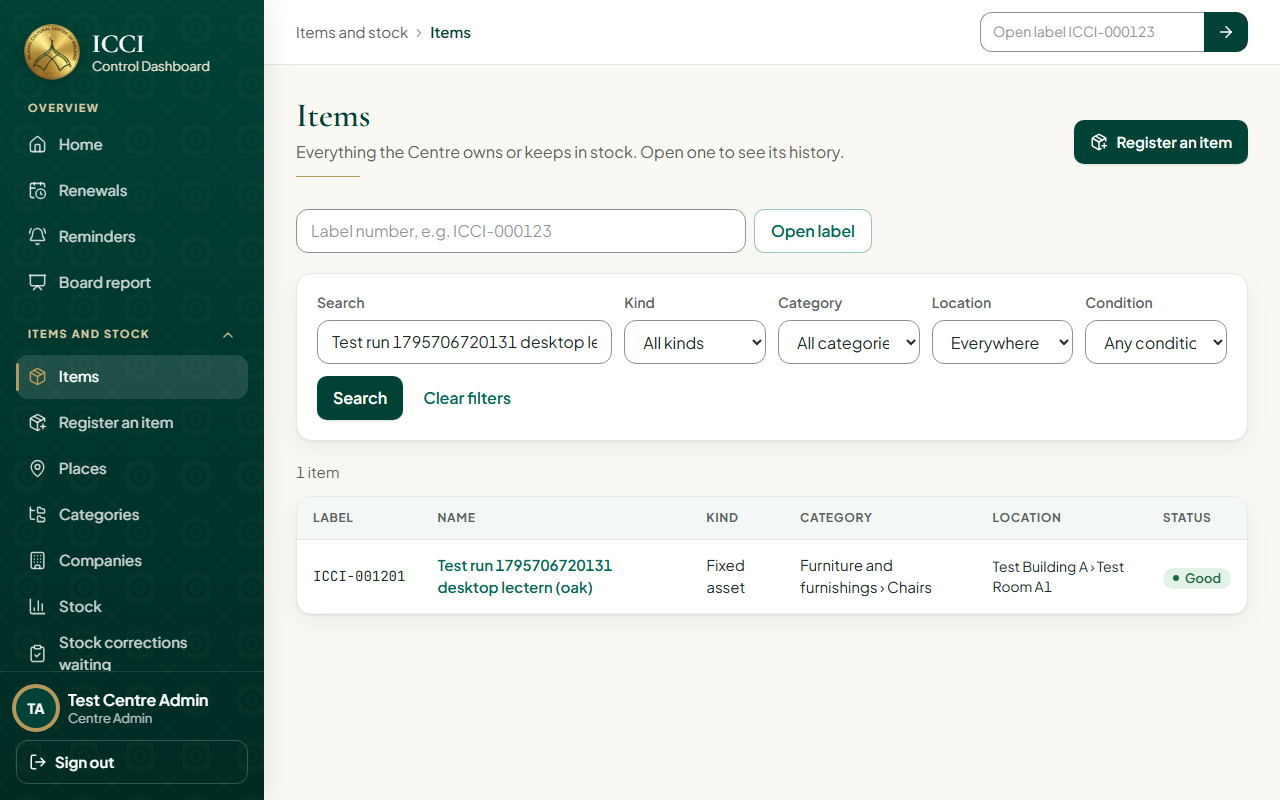 ICCI
Control Dashboard
OVERVIEW
Home
Renewals
Reminders
Board report
ITEMS AND STOCK
Items
Register an item
Places
Categories
Companies
Stock
Stock corrections
waiting
TA
Test Centre Admin
Centre Admin
Sign out
Items and stock › Items
Open label ICCI-000123
Items
Everything the Centre owns or keeps in stock. Open one to see its history.
Register an item
Label number, e.g. ICCI-000123
Open label
Search
Kind
Category
Location
Condition
Test run 1795706720131 desktop le
All kinds
All categorie
Everywhere
Any conditic
Search
Clear filters
1 item
LABEL
NAME
KIND
CATEGORY
LOCATION
STATUS
ICCI-001201
Test run 1795706720131
desktop lectern (oak)
Fixed
asset
Furniture and
furnishings › Chairs
Test Building A › Test
Room A1
Good